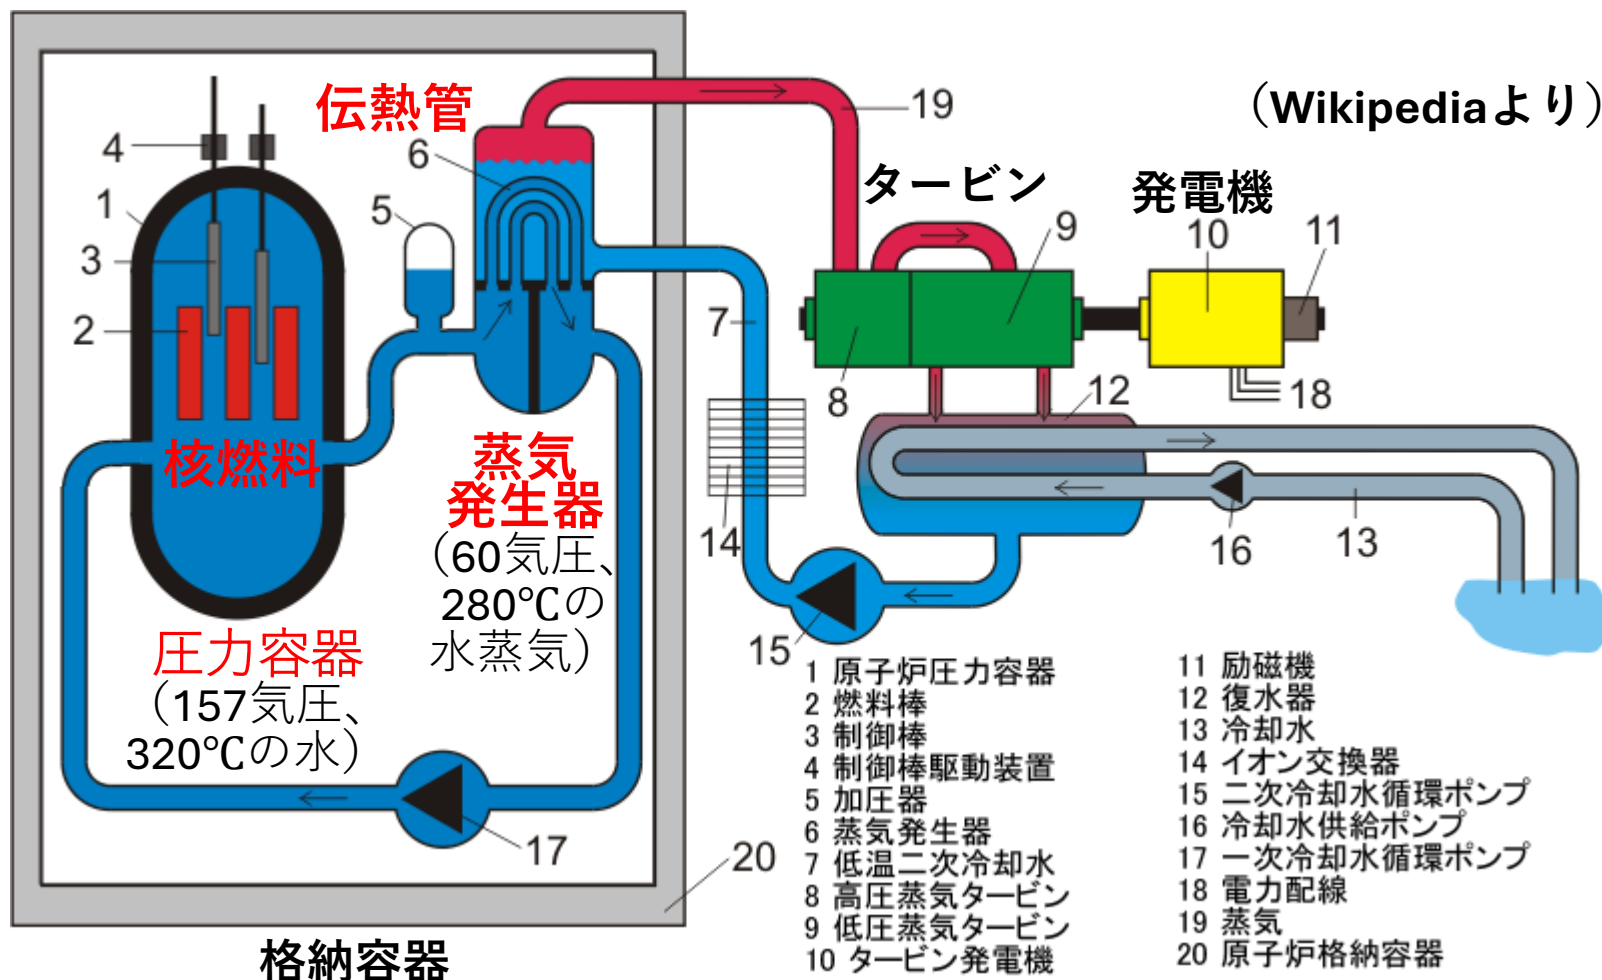 （Wikipediaより）
伝熱管
タービン
発電機
核燃料
蒸気
発生器
（60気圧、
280℃の
水蒸気）
圧力容器
（157気圧、
320℃の水）
格納容器
4
1
3
2
5
6
19
7
8
9
10
11
18
12
14
15
16
13
17
20
1 原子炉圧力容器
2 燃料棒
3 制御棒
4 制御棒駆動装置
5 加圧器
6 蒸気発生器
7 低温二次冷却水
8 高圧蒸気タービン
9 低圧蒸気タービン
10 タービン発電機
11 励磁機
12 復水器
13 冷却水
14 イオン交換器
15 二次冷却水循環ポンプ
16 冷却水供給ポンプ
17 一次冷却水循環ポンプ
18 電力配線
19 蒸気
20 原子炉格納容器